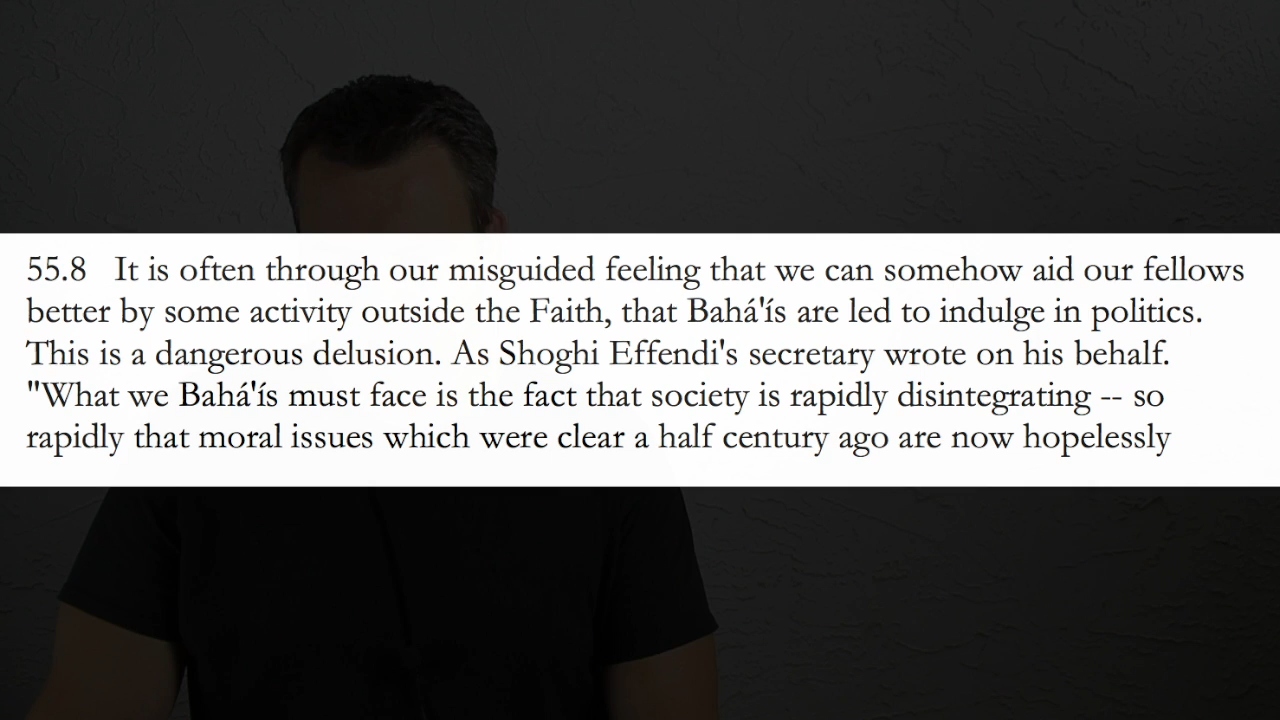 55.8 It is often through our misguided feeling that we can somehow aid our fellows
better by some activity outside the Faith, that Bahá'ís are led to indulge in politics.
This is a dangerous delusion. As Shoghi Effendi's secretary wrote on his behalf.
"What we Bahá'ís must face is the fact that society is rapidly disintegrating -- so
rapidly that moral issues which were clear a half century ago are now hopelessly